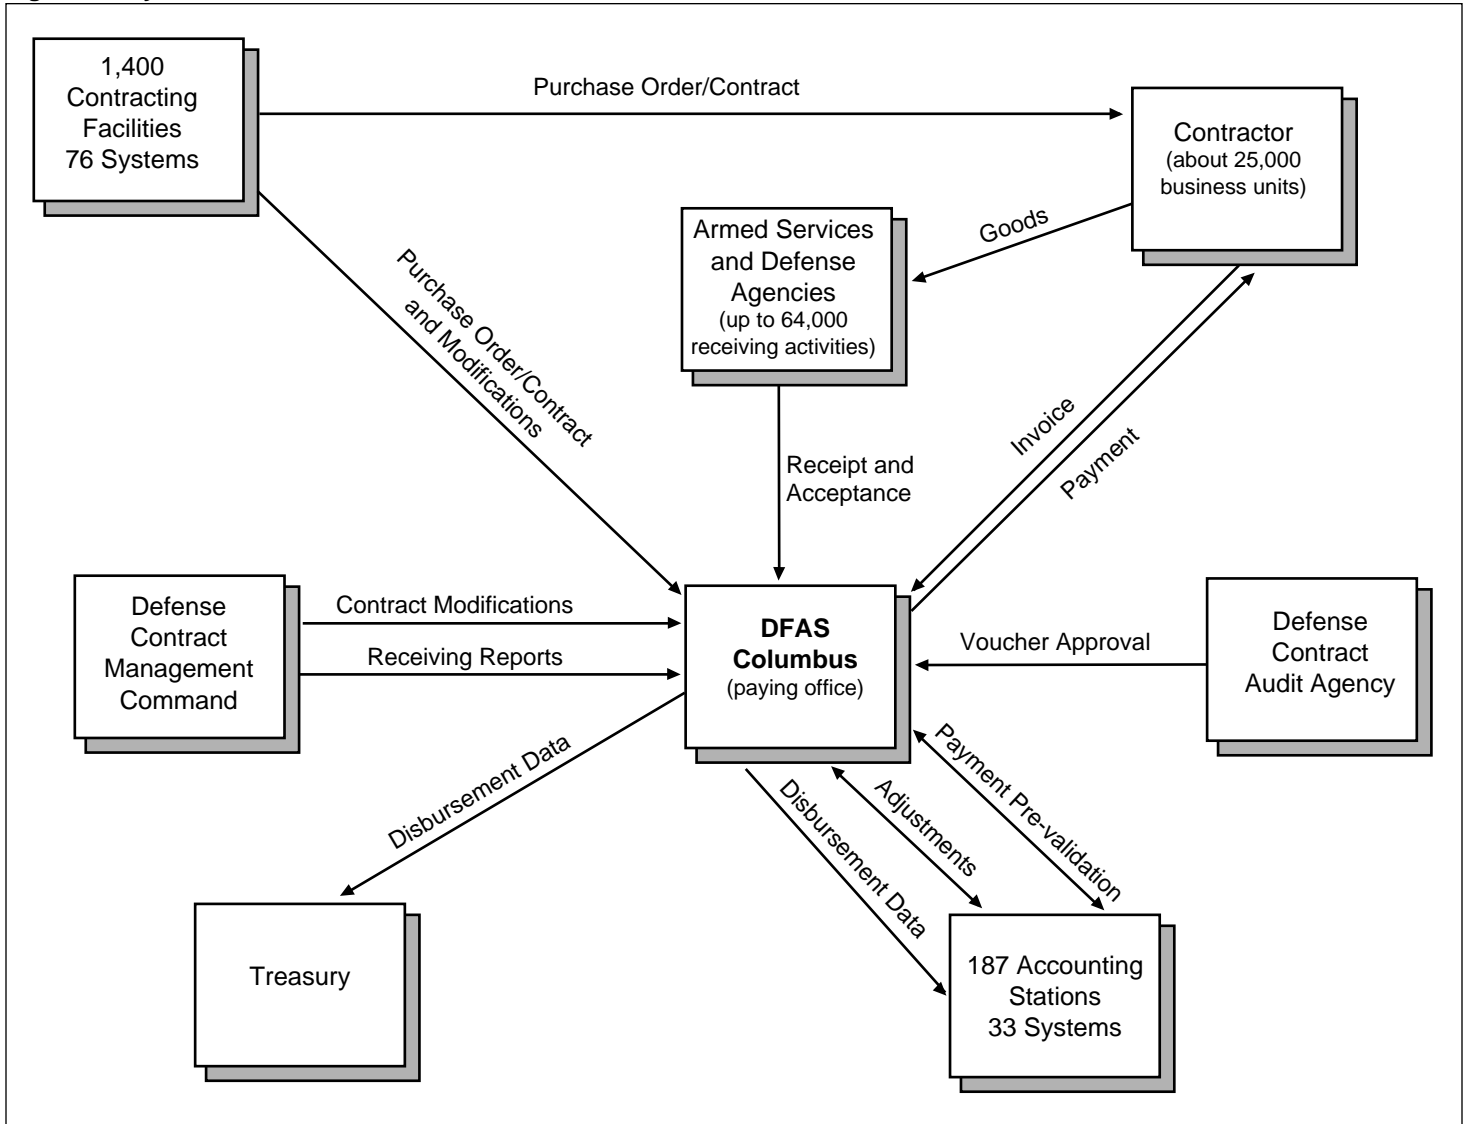 1,400
Contracting
Facilities
76 Systems
Purchase Order/Contract
Contractor
(about 25,000
business units)
Armed Services
and Defense
Agencies
(up to 64,000
receiving activities)
Goods
Purchase Order/Contract
and Modifications
Receipt and
Acceptance
Invoice
Payment
Defense
Contract
Management
Command
Contract Modifications
Receiving Reports
DFAS
Columbus
(paying office)
Voucher Approval
Defense
Contract
Audit Agency
Disbursement Data
Disbursement Data
Adjustments
Payment Pre-validation
Treasury
187 Accounting
Stations
33 Systems